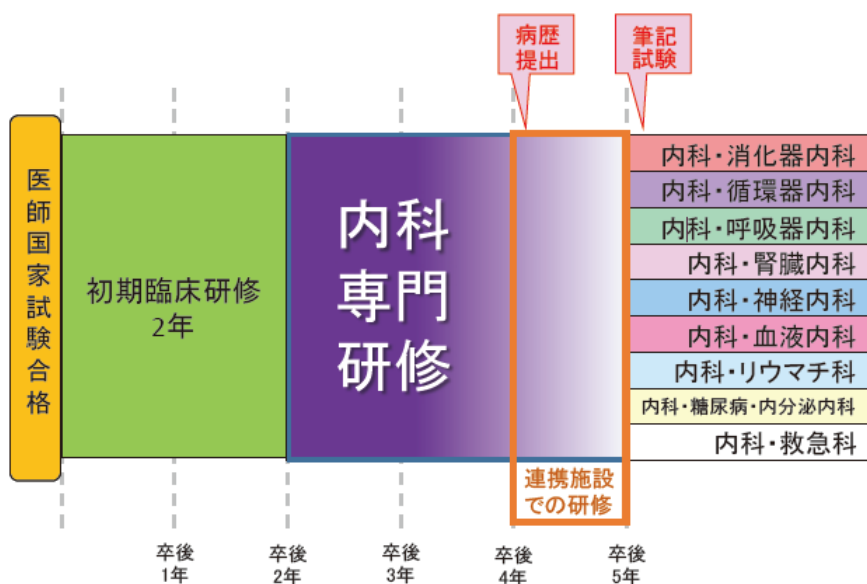 病歴
提出
筆記
試験
医師国家試験合格
初期臨床研修
2年
内科
専門
研修
内科・消化器内科
内科・循環器内科
内科・呼吸器内科
内科・腎臓内科
内科・神経内科
内科・血液内科
内科・リウマチ科
内科・糖尿病・内分泌内科
内科・救急科
連携施設
での研修
卒後
1年
卒後
2年
卒後
3年
卒後
4年
卒後
5年